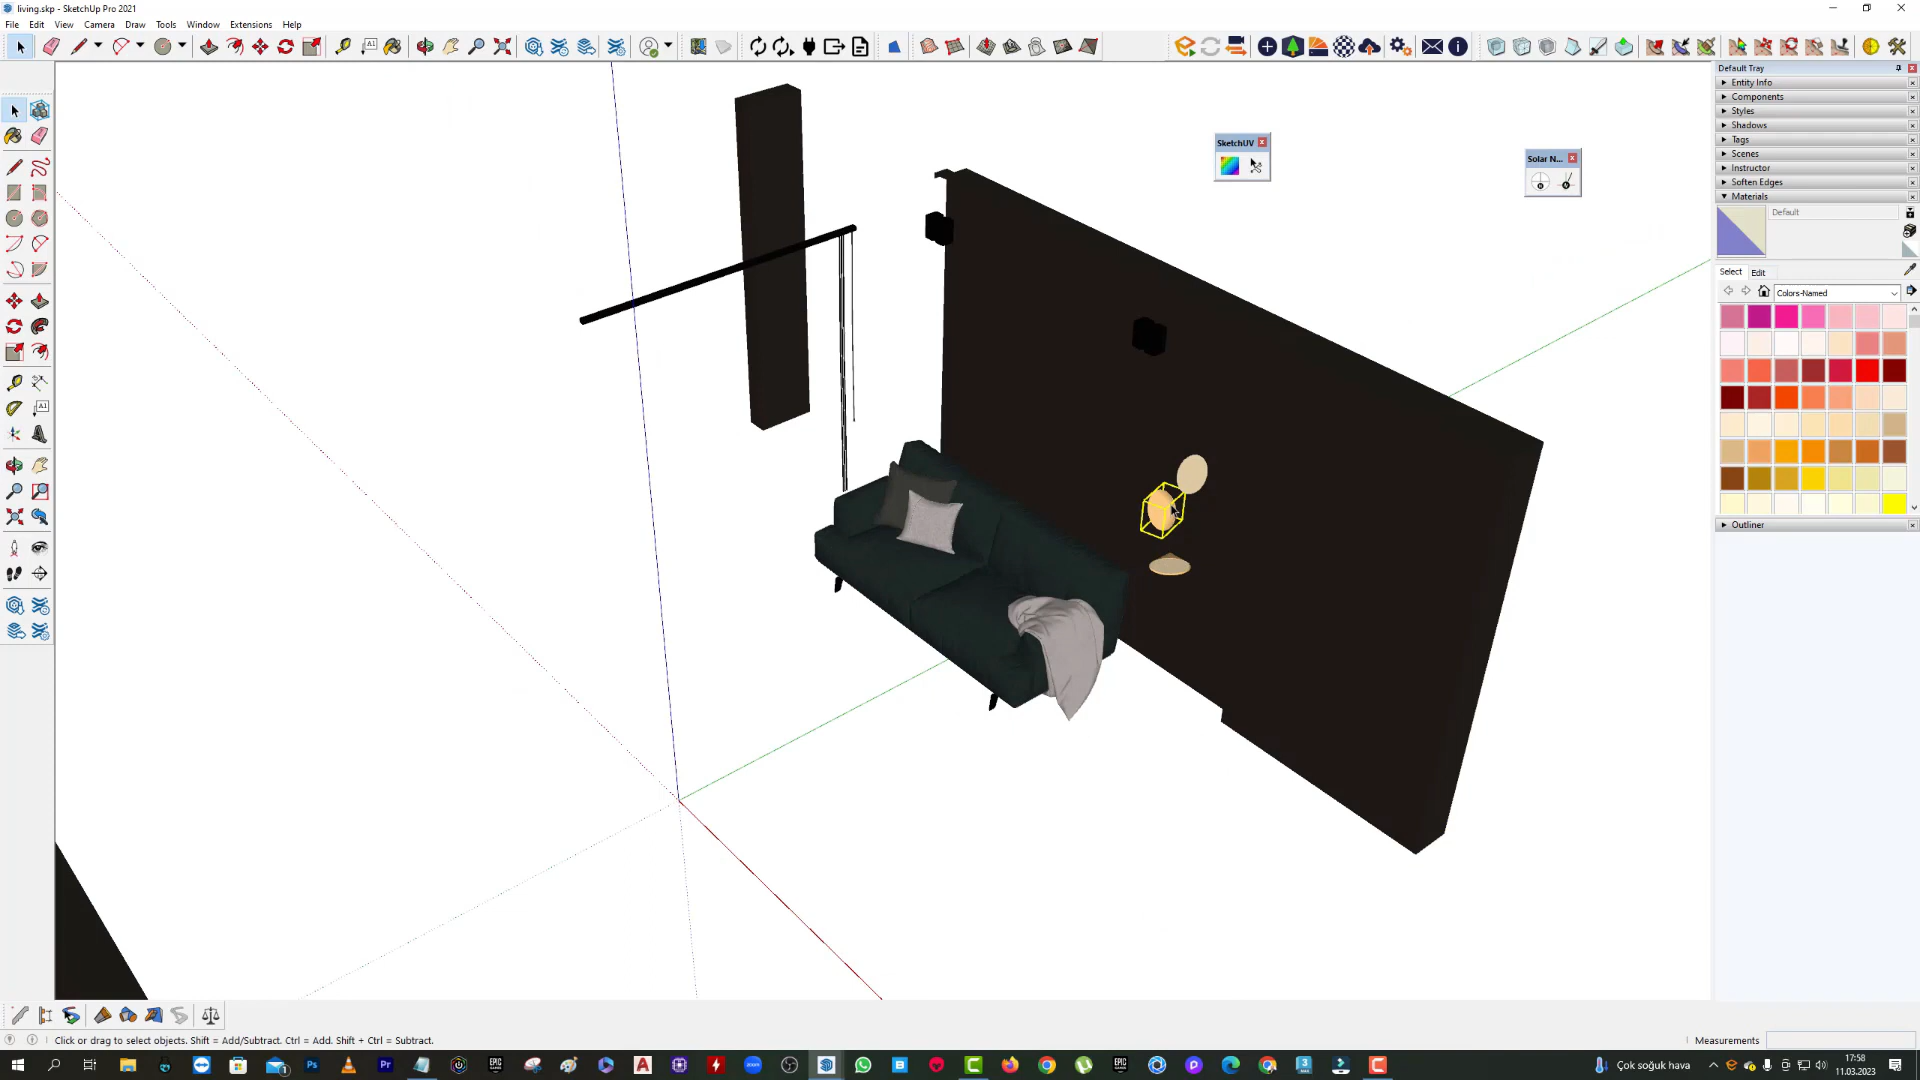 living.skp - SketchUp Pro 2021
File Edit View Camera Draw Tools Window Extensions Help
Default Tray
Entity Info
Components
Styles
Shadows
Tags
Scenes
Instructor
Soften Edges
Materials
Default
Select Edit
Colors-Named
Outliner
SketchUV
Solar N...
Click or drag to select objects. Shift = Add/Subtract. Ctrl = Add. Shift + Ctrl = Subtract.
Measurements
Çok soğuk hava
17:58
11.03.2023